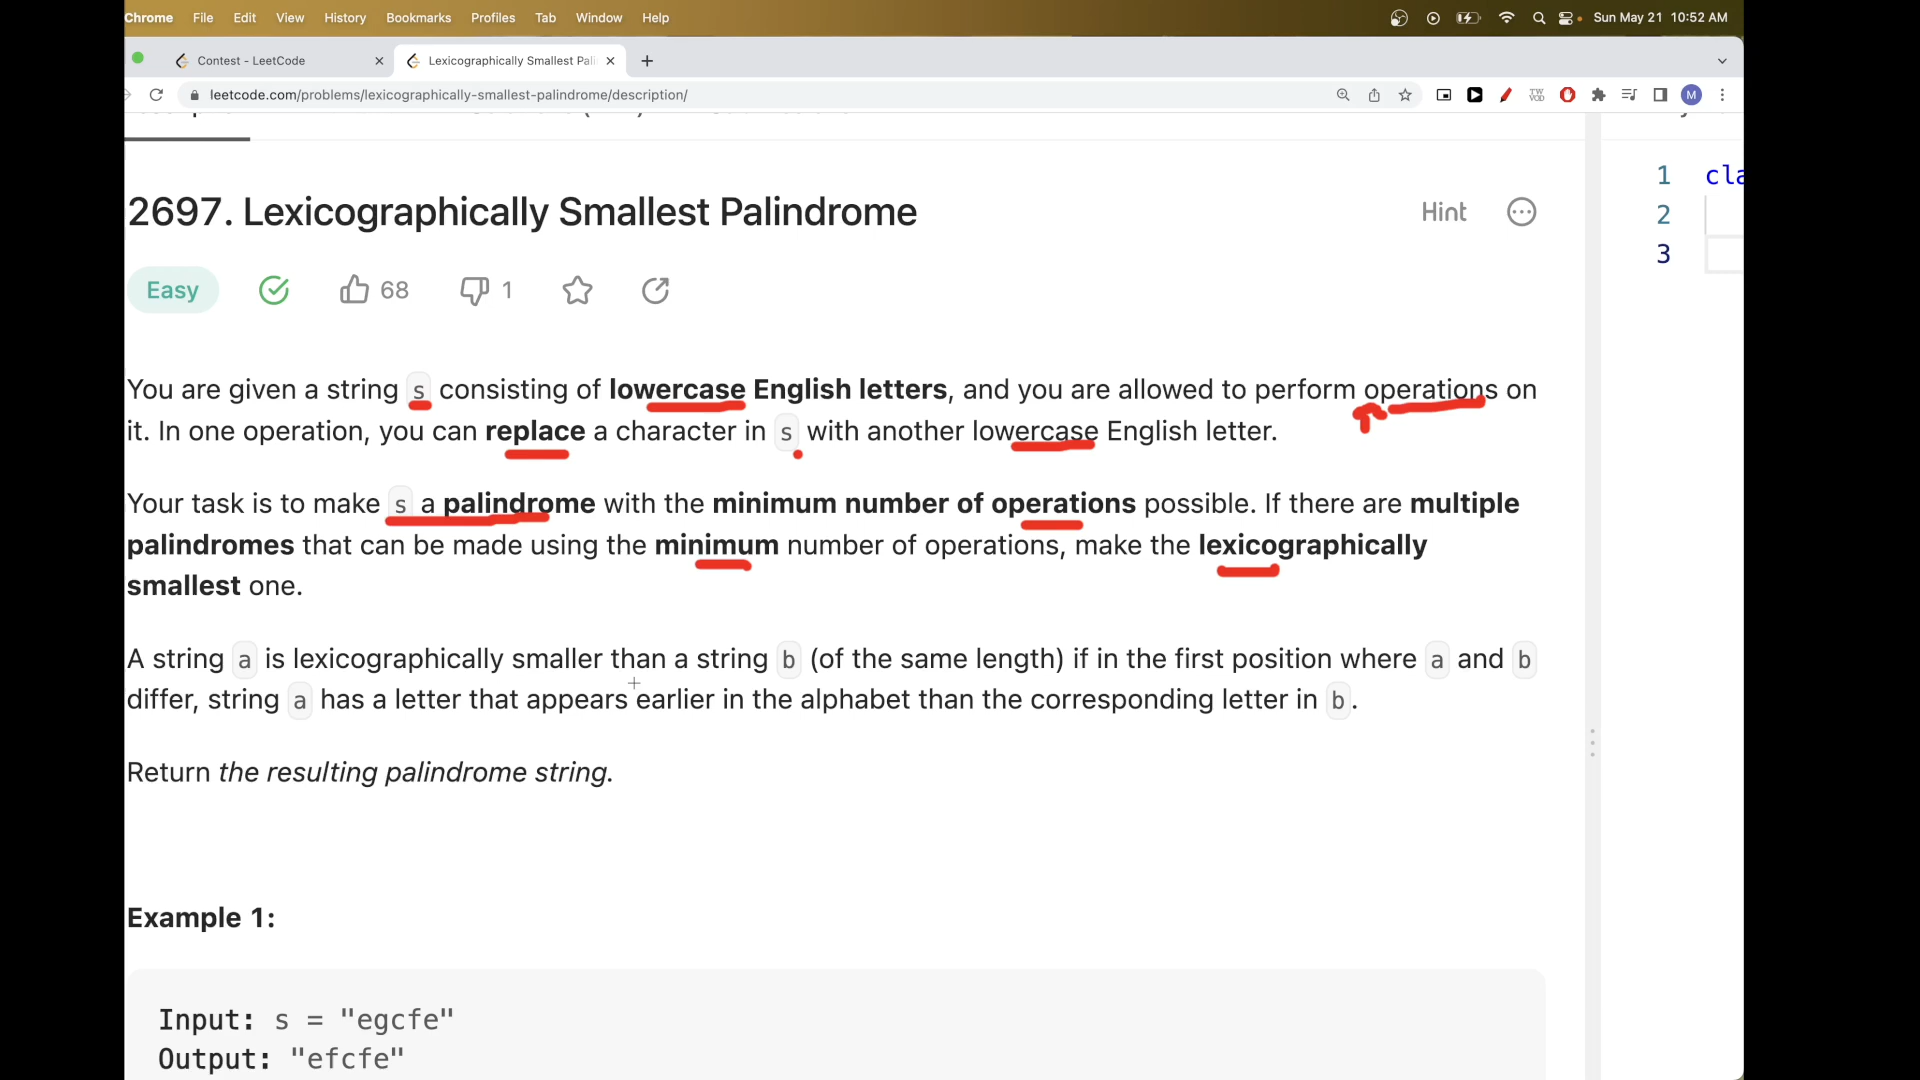 Chrome File Edit View History Bookmarks Profiles Tab Window Help Sun May 21 10:52 AM
Contest - LeetCode Lexicographically Smallest Pali
leetcode.com/problems/lexicographically-smallest-palindrome/description/ TW VOD M
2697. Lexicographically Smallest Palindrome Hint
Easy 68 1
You are given a string s consisting of lowercase English letters, and you are allowed to perform operations on
it. In one operation, you can replace a character in s with another lowercase English letter.
Your task is to make s a palindrome with the minimum number of operations possible. If there are multiple
palindromes that can be made using the minimum number of operations, make the lexicographically
smallest one.
A string a is lexicographically smaller than a string b (of the same length) if in the first position where a and b
differ, string a has a letter that appears earlier in the alphabet than the corresponding letter in b.
Return the resulting palindrome string.
Example 1:
Input: s = "egcfe"
Output: "efcfe"
1 cla
2
3